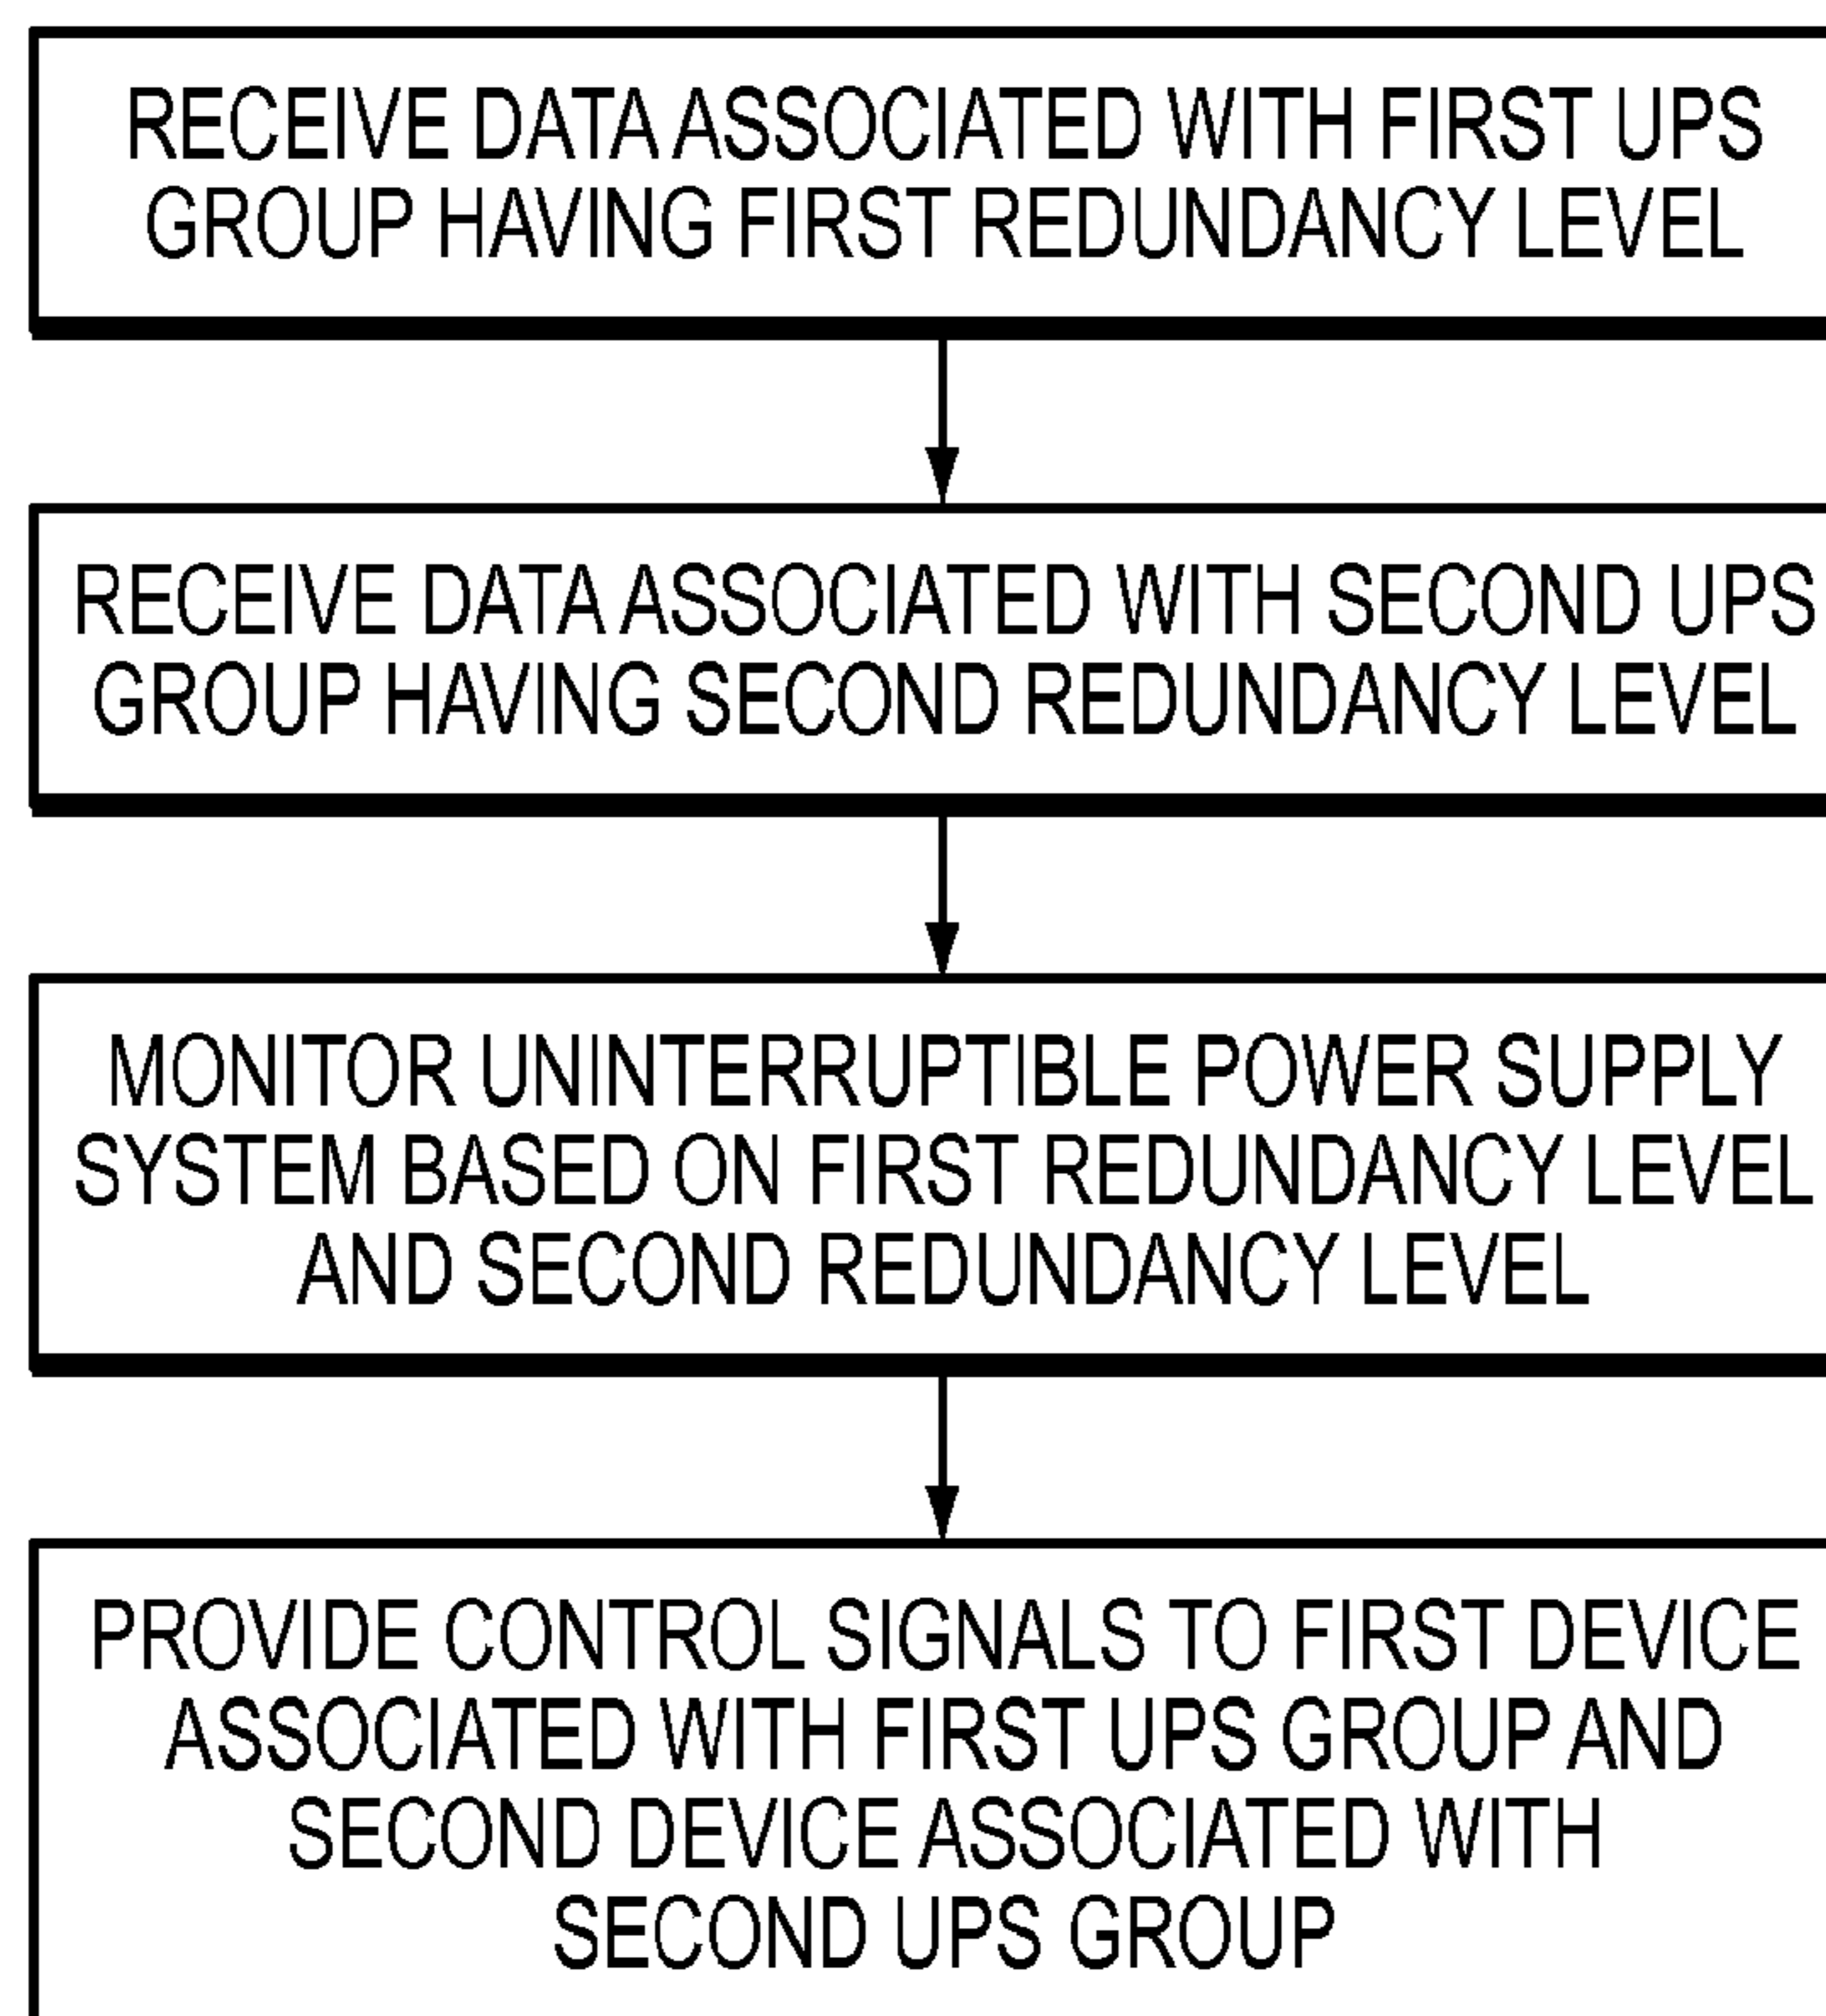 RECEIVE DATA ASSOCIATED WITH FIRST UPS
GROUP HAVING FIRST REDUNDANCY LEVEL
RECEIVE DATA ASSOCIATED WITH SECOND UPS
GROUP HAVING SECOND REDUNDANCY LEVEL
MONITOR UNINTERRUPTIBLE POWER SUPPLY
SYSTEM BASED ON FIRST REDUNDANCY LEVEL
AND SECOND REDUNDANCY LEVEL
PROVIDE CONTROL SIGNALS TO FIRST DEVICE
ASSOCIATED WITH FIRST UPS GROUP AND
SECOND DEVICE ASSOCIATED WITH
SECOND UPS GROUP